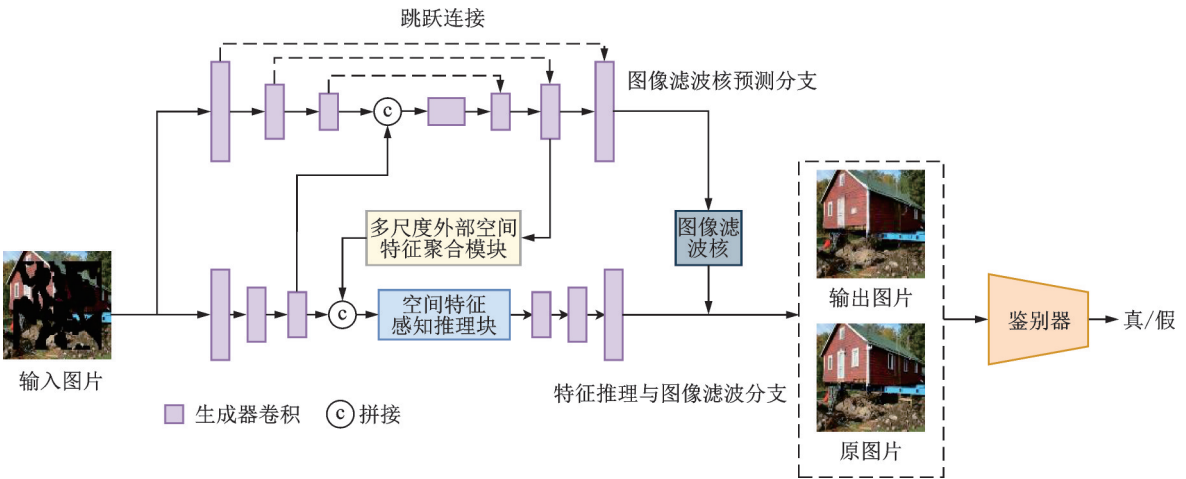 跳跃连接
图像滤波核预测分支
c
多尺度外部空间
特征聚合模块
图像滤
波核
输入图片
c
空间特征
感知推理块
特征推理与图像滤波分支
生成器卷积
c 拼接
输出图片
原图片
鉴别器
真/假